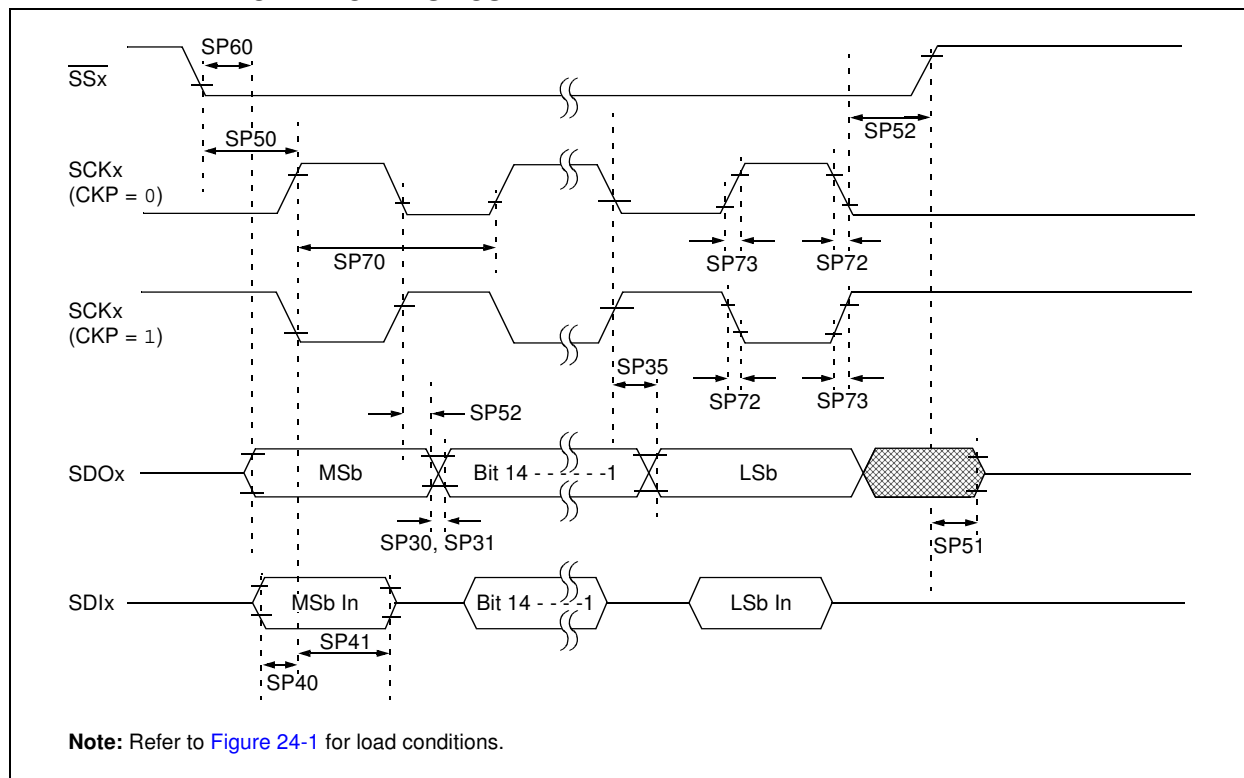 SP60
SSx
SP50
SP52
SCKx
(CKP = 0)
SP70
SP73
SP72
SCKx
(CKP = 1)
SP35
SP72
SP73
SP52
SDOx
MSb
Bit 14 - - - - - -1
LSb
SP30, SP31
SP51
SDIx
MSb In
Bit 14 - - - -1
LSb In
SP41
SP40
Note: Refer to Figure 24-1 for load conditions.